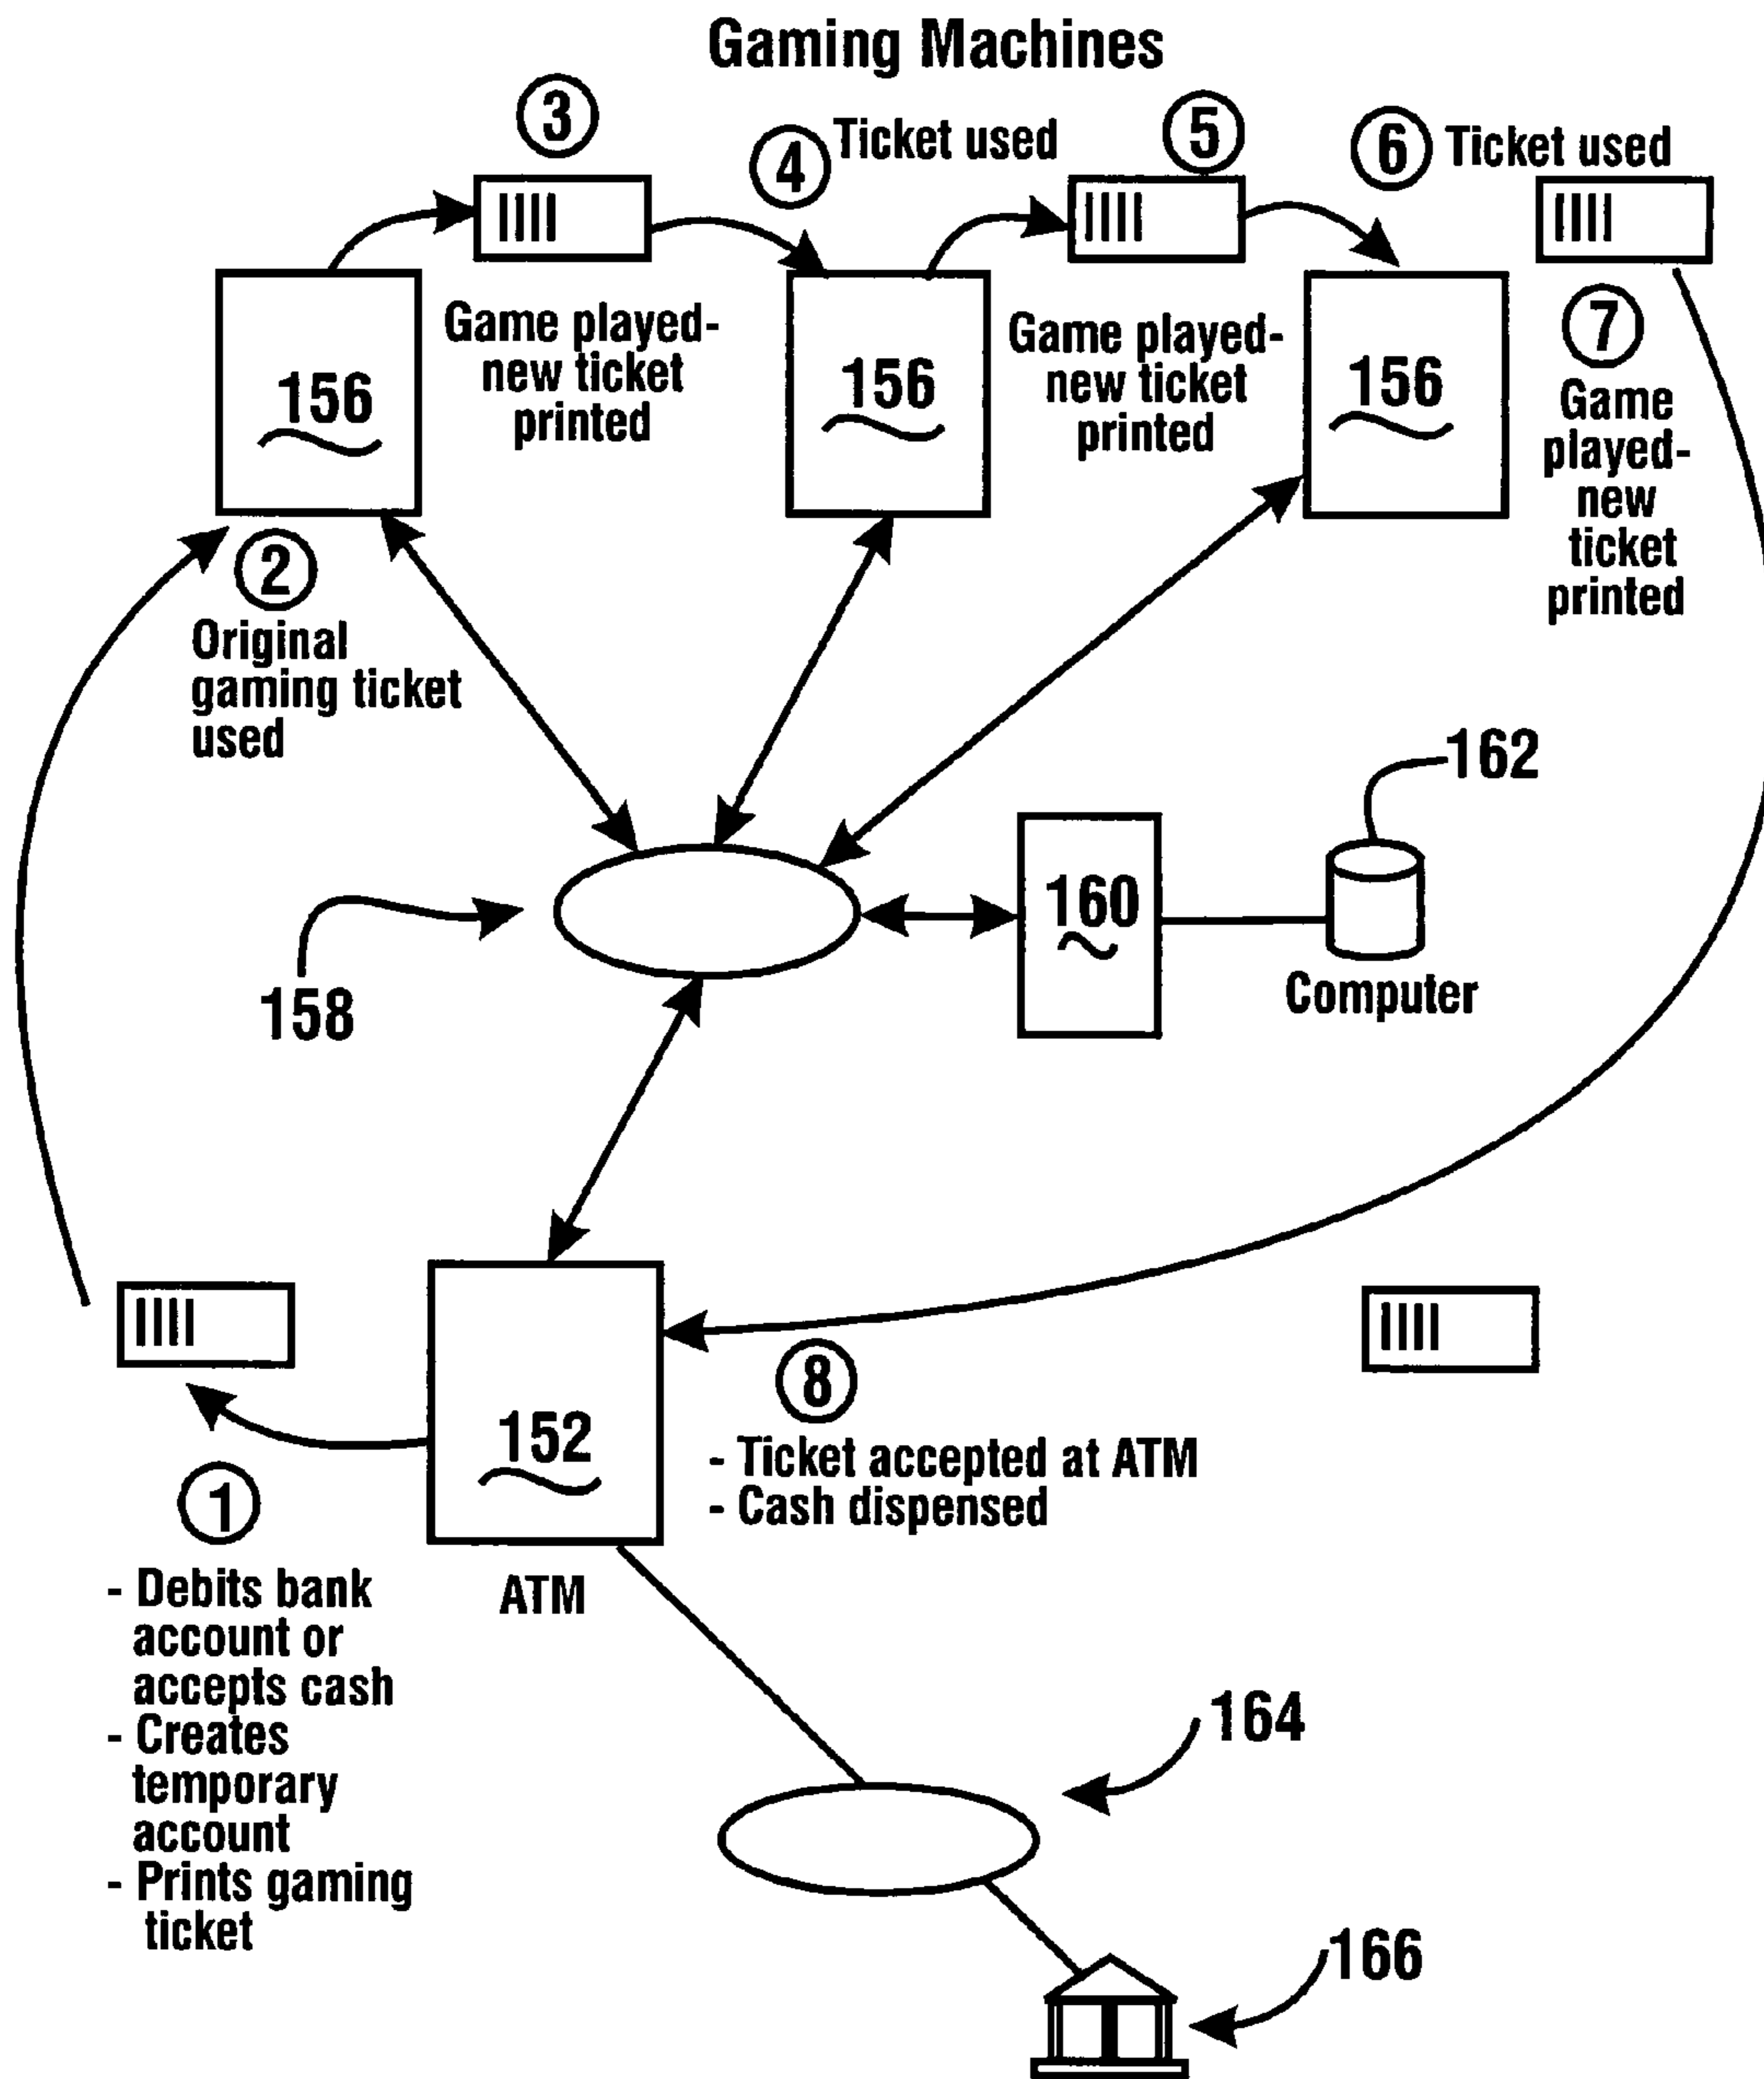 Gaming Machines
3
4
Ticket used
5
6
Ticket used
156
Game played-
new ticket
printed
156
Game played-
new ticket
printed
156
7
Game
played-
new
ticket
printed
2
Original
gaming ticket
used
162
160
Computer
158
152
ATM
8
- Ticket accepted at ATM
- Cash dispensed
1
- Debits bank
account or
accepts cash
- Creates
temporary
account
- Prints gaming
ticket
164
166